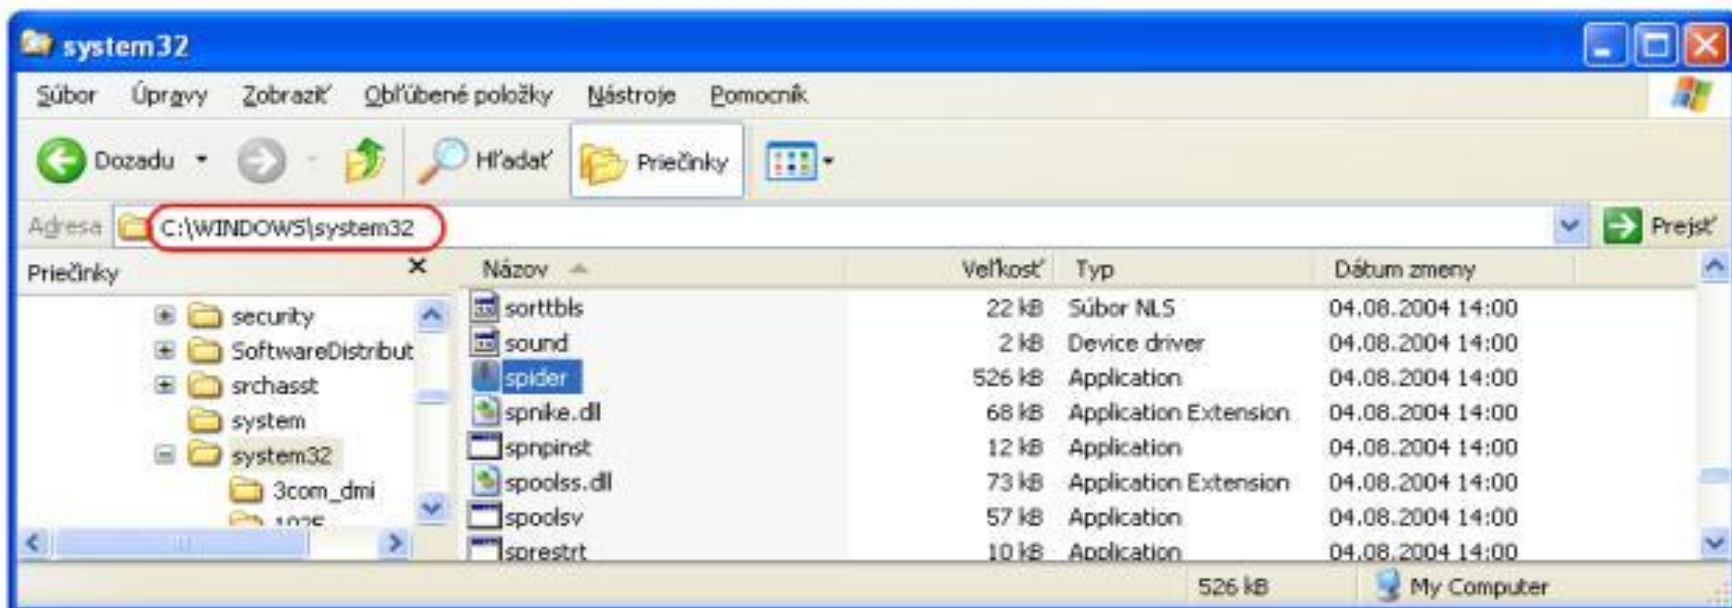 system32
Súbor Úpravy Zobraziť Obľúbené položky Nástroje Pomocník
Dozadu Hľadať Priečinky
Adresa C:\WINDOWS\system32 Prejsť
Priečinky
security
SoftwareDistribut
srchasst
system
system32
3com_dmi
1025
Názov Veľkosť Typ Dátum zmeny
sorttbls 22 kB Súbor NLS 04.08.2004 14:00
sound 2 kB Device driver 04.08.2004 14:00
spider 526 kB Application 04.08.2004 14:00
spnike.dll 68 kB Application Extension 04.08.2004 14:00
spnpinst 12 kB Application 04.08.2004 14:00
spoolss.dll 73 kB Application Extension 04.08.2004 14:00
spoolsv 57 kB Application 04.08.2004 14:00
sprestrt 10 kB Application 04.08.2004 14:00
526 kB My Computer